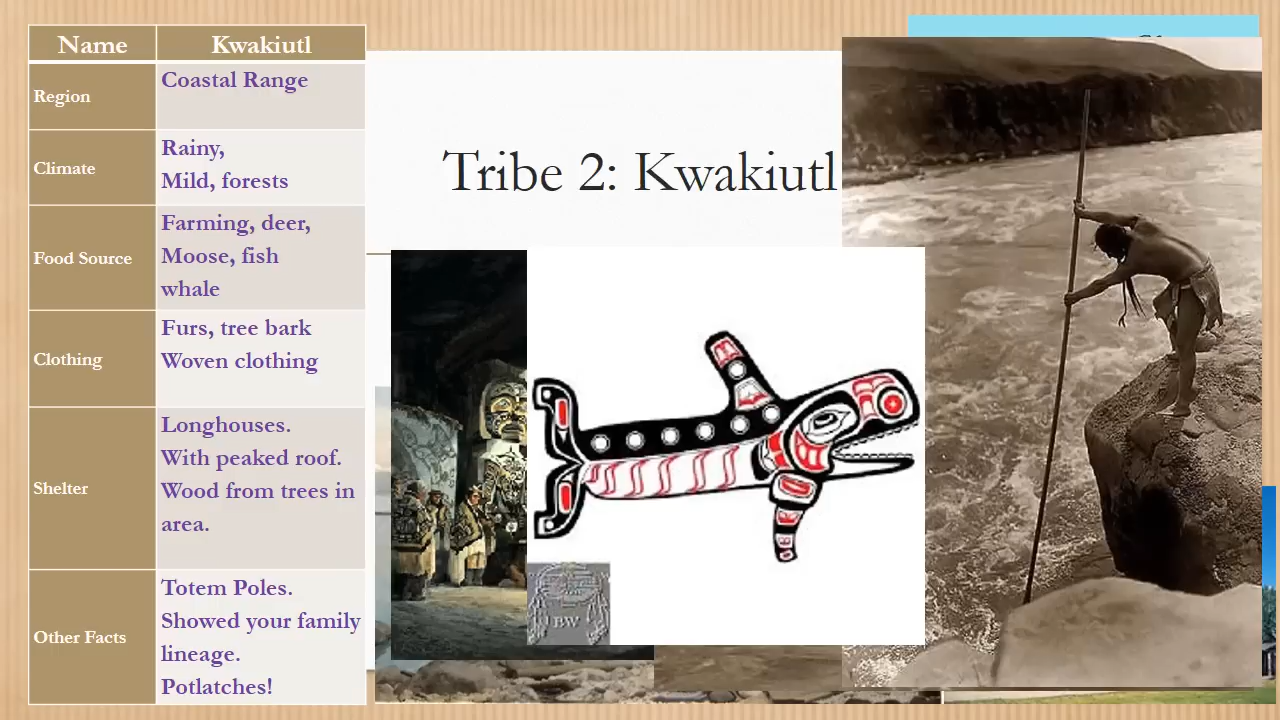 Name
Kwakiutl
Region
Coastal Range
Climate
Rainy,
Mild, forests
Food Source
Farming, deer,
Moose, fish
whale
Clothing
Furs, tree bark
Woven clothing
Shelter
Longhouses.
With peaked roof.
Wood from trees in
area.
Other Facts
Totem Poles.
Showed your family
lineage.
Potlatches!
Tribe 2: Kwakiutl
BW